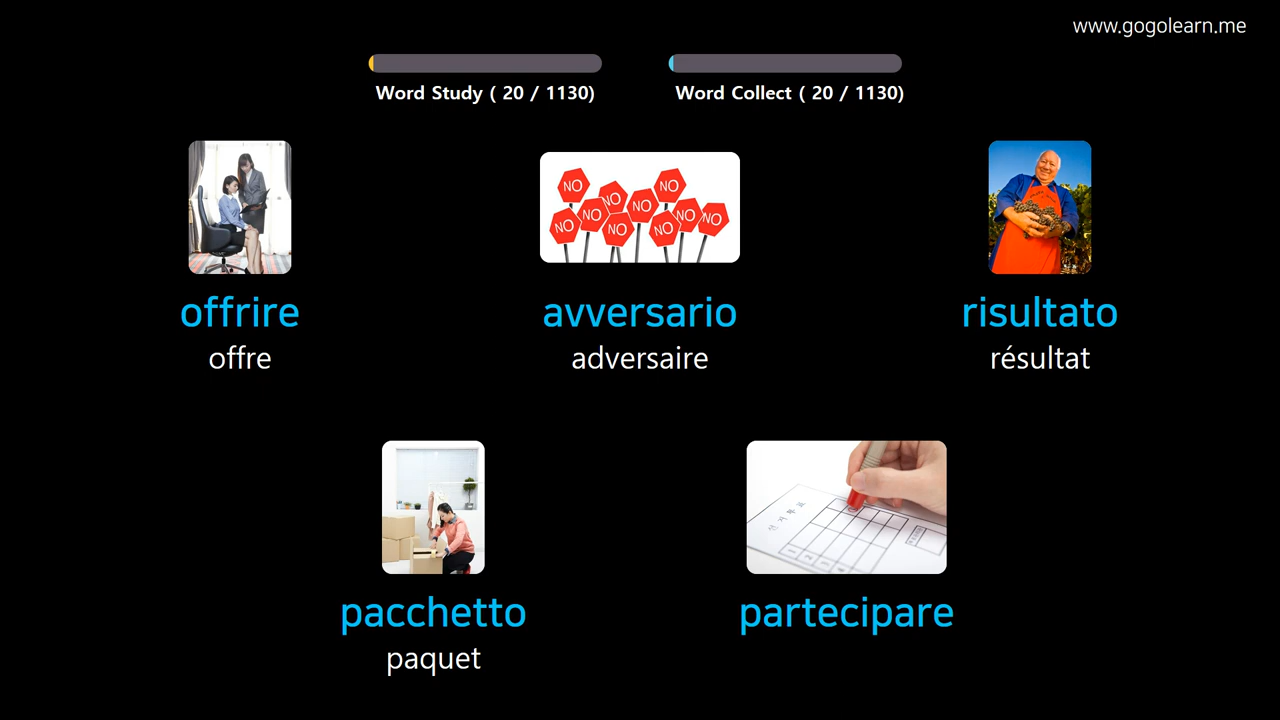 www.gogolearn.me
Word Study ( 20 / 1130)
Word Collect ( 20 / 1130)
NO
NO
NO
NO
NO
NO
NO
NO
NO
NO
offrire
offre
avversario
adversaire
risultato
résultat
pacchetto
paquet
partecipare